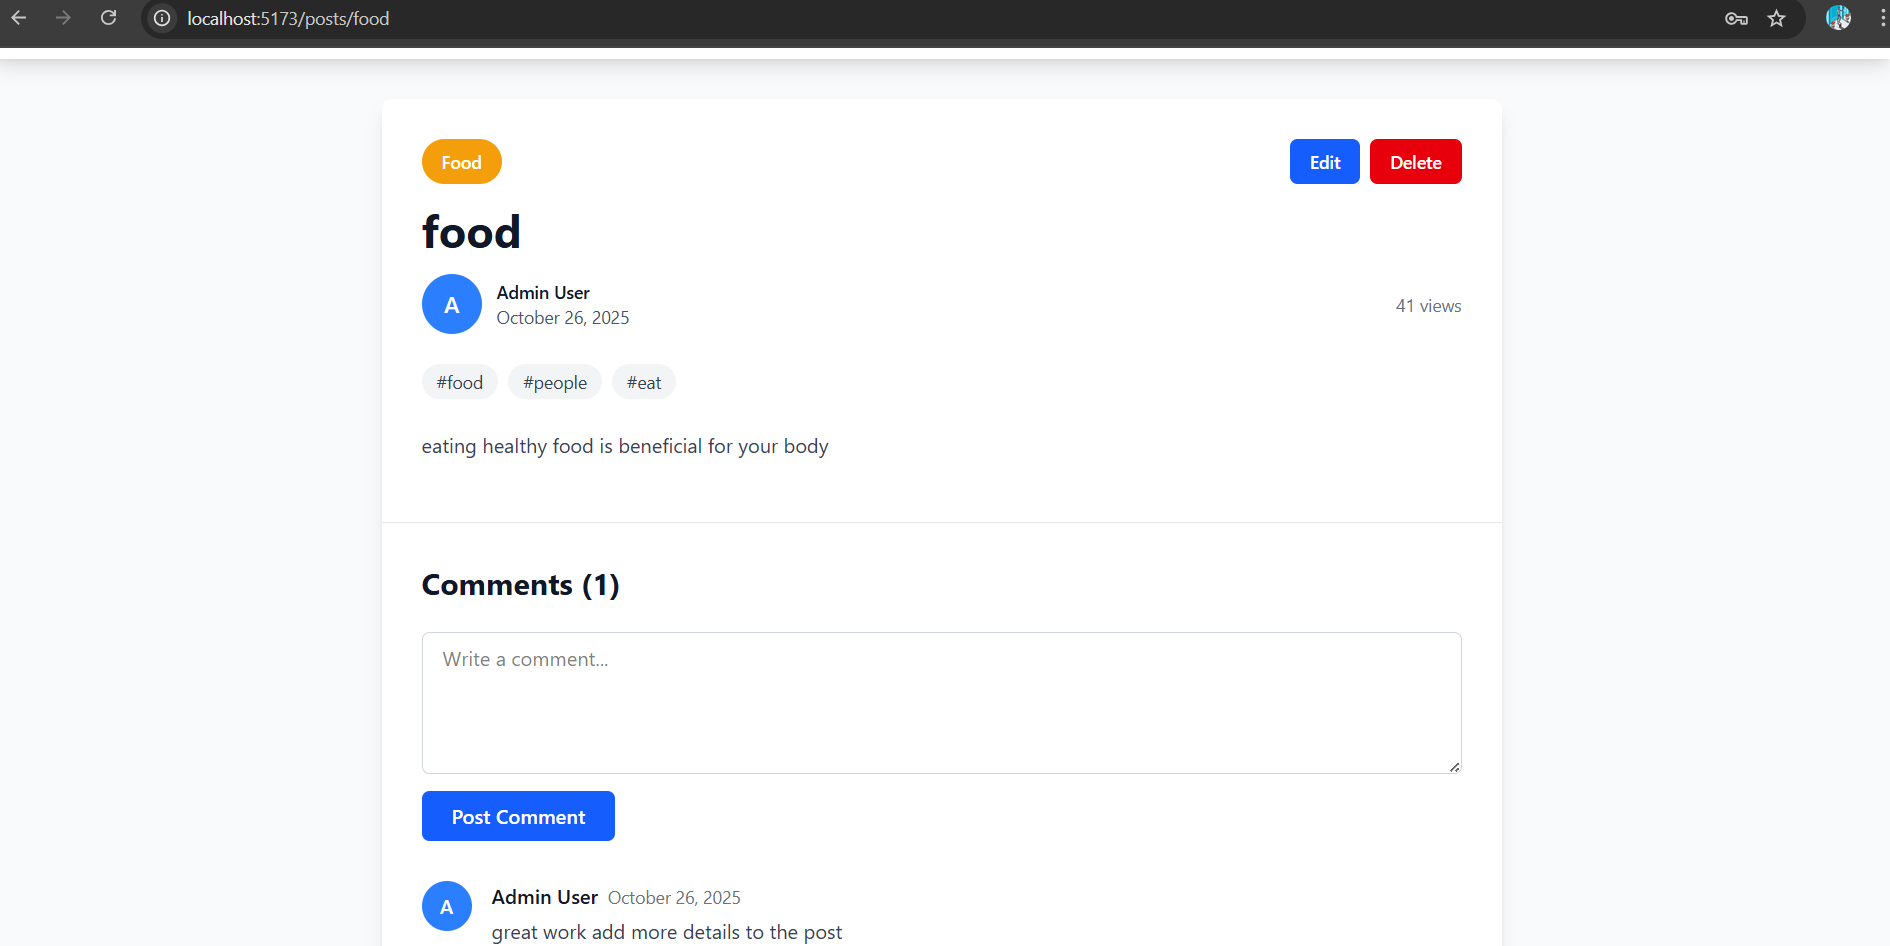 localhost:5173/posts/food
Food
Edit
Delete
food
A
Admin User
October 26, 2025
41 views
#food
#people
#eat
eating healthy food is beneficial for your body
Comments (1)
Write a comment...
Post Comment
A
Admin User October 26, 2025
great work add more details to the post